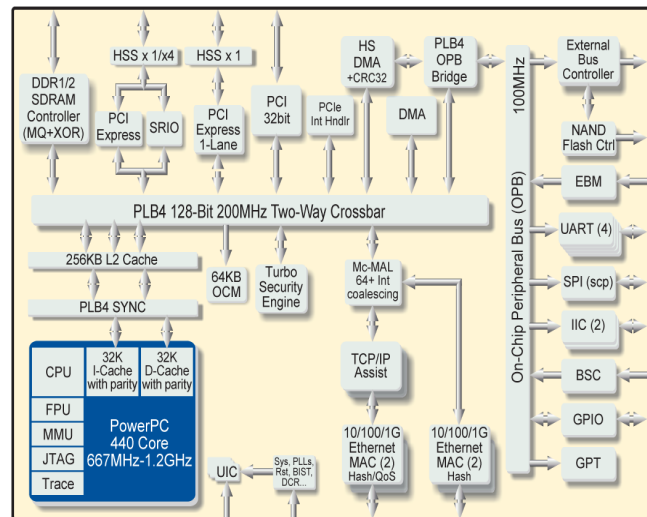 HSS x 1/x4
HSS x 1
HS
DMA
+CRC32
PLB4
OPB
Bridge
100MHz
External
Bus
Controller
DDR1/2
SDRAM
Controller
(MQ+XOR)
PCI
Express
SRIO
PCI
Express
1-Lane
PCI
32bit
PCIe
Int Hndlr
DMA
NAND
Flash Ctrl
PLB4 128-Bit 200MHz Two-Way Crossbar
On-Chip Peripheral Bus (OPB)
EBM
UART (4)
SPI (scp)
IIC (2)
BSC
GPIO
GPT
256KB L2 Cache
PLB4 SYNC
64KB
OCM
Turbo
Security
Engine
Mc-MAL
64+ Int
coalescing
TCP/IP
Assist
CPU
32K
I-Cache
with parity
32K
D-Cache
with parity
FPU
MMU
JTAG
Trace
PowerPC
440 Core
667MHz-1.2GHz
UIC
Sys, PLLs,
Rst, BIST,
DCR...
10/100/1G
Ethernet
MAC (2)
Hash/QoS
10/100/1G
Ethernet
MAC (2)
Hash